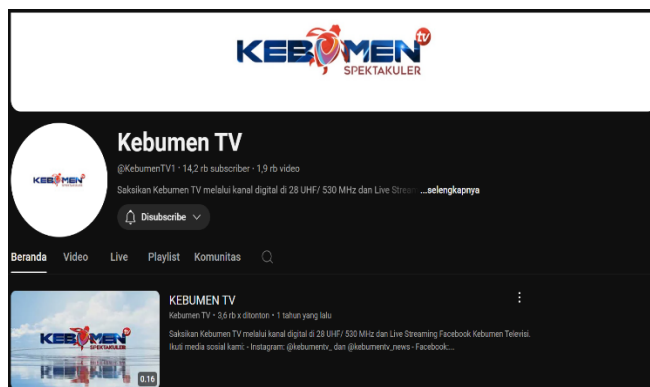 KEBUMEN tv
SPEKTAKULER
Kebumen TV
@KebumenTV1 · 14,2 rb subscriber · 1,9 rb video
Saksikan Kebumen TV melalui kanal digital di 28 UHF/ 530 MHz dan Live Stream ...selengkapnya
KEBUMEN tv
SPEKTAKULER
Disubscribe
Beranda Video Live Playlist Komunitas
KEBUMEN TV
Kebumen TV • 3,6 rb x ditonton • 1 tahun yang lalu
Saksikan Kebumen TV melalui kanal digital di 28 UHF/ 530 MHz dan Live Streaming Facebook Kebumen Televisi.
Ikuti media sosial kami: - Instagram: @kebumentv_ dan @kebumentv_news - Facebook:...
KEBUMEN tv
SPEKTAKULER
0.16